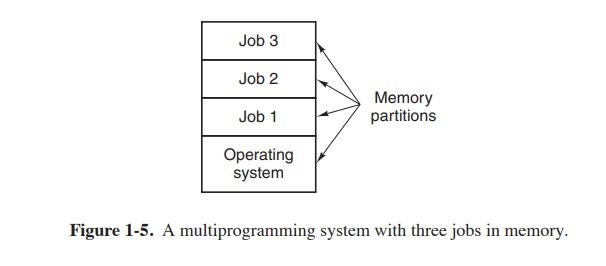 Job 3
Job 2
Job 1
Operating
system
Memory
partitions
Figure 1-5. A multiprogramming system with three jobs in memory.